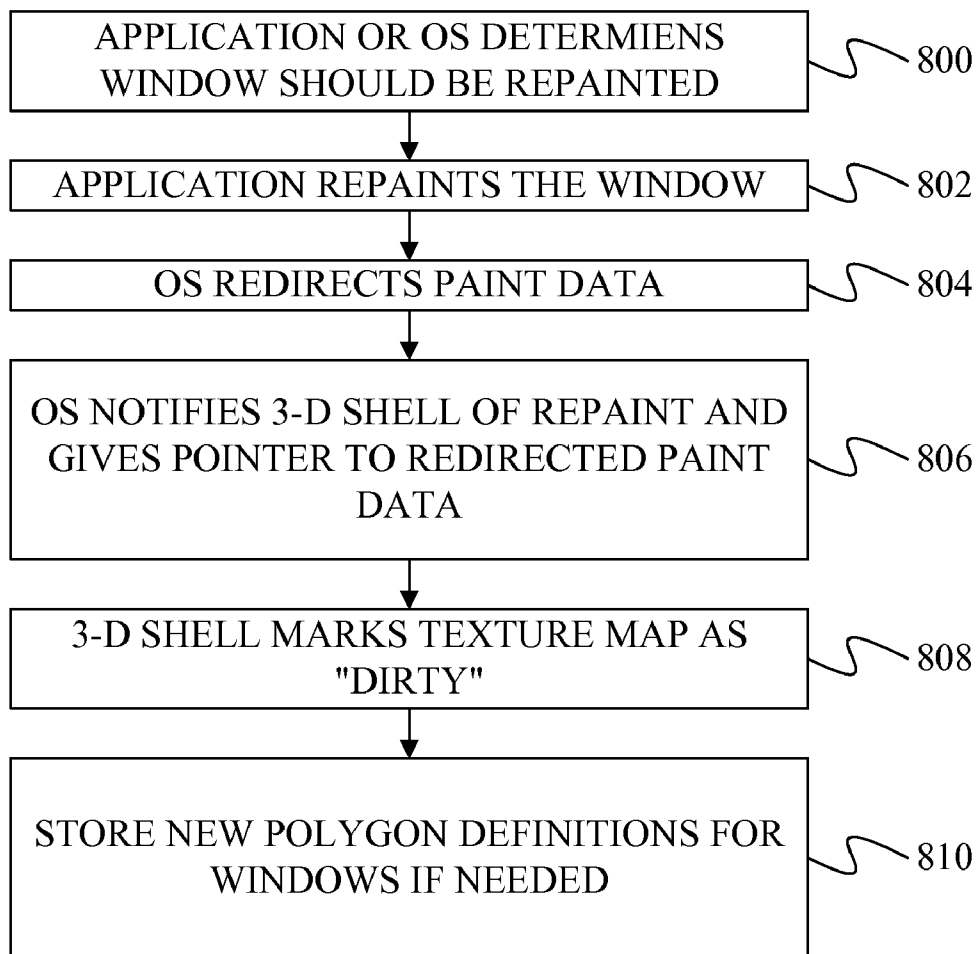 APPLICATION OR OS DETERMIENS
WINDOW SHOULD BE REPAINTED
800
APPLICATION REPAINTS THE WINDOW
802
OS REDIRECTS PAINT DATA
804
OS NOTIFIES 3-D SHELL OF REPAINT AND
GIVES POINTER TO REDIRECTED PAINT
DATA
806
3-D SHELL MARKS TEXTURE MAP AS
"DIRTY"
808
STORE NEW POLYGON DEFINITIONS FOR
WINDOWS IF NEEDED
810